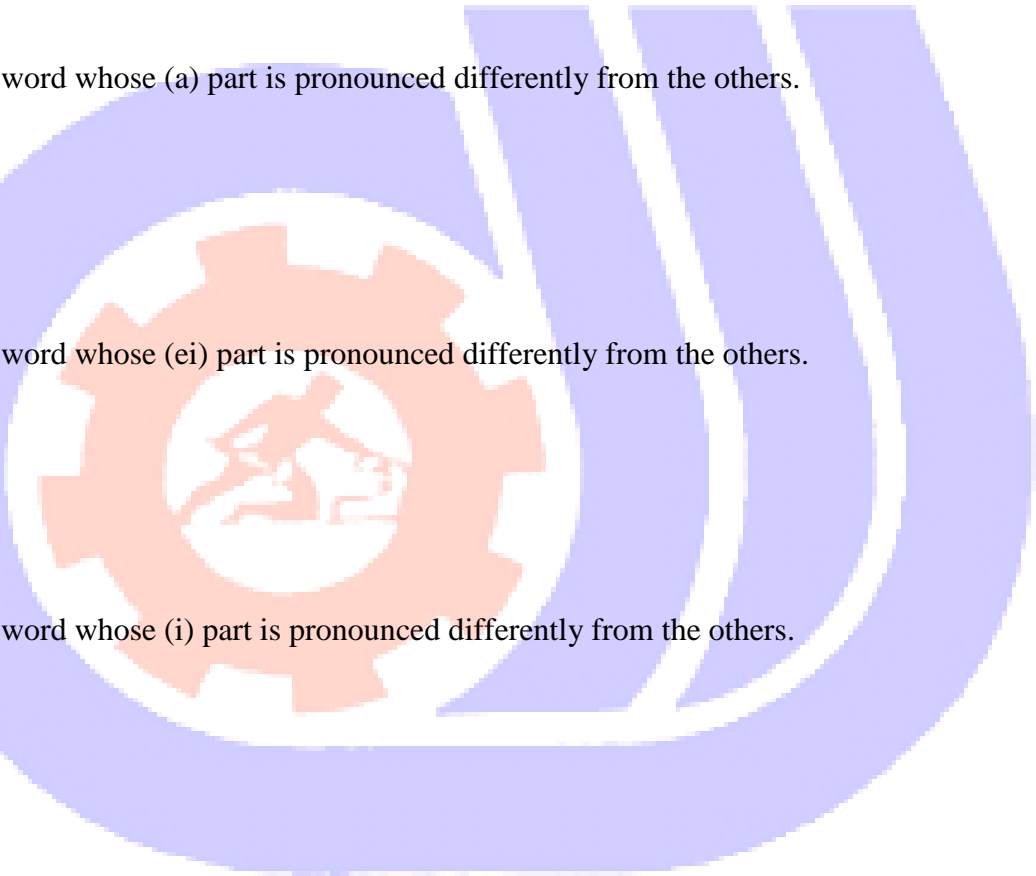 word whose (a) part is pronounced differently from the others.
word whose (ei) part is pronounced differently from the others.
word whose (i) part is pronounced differently from the others.